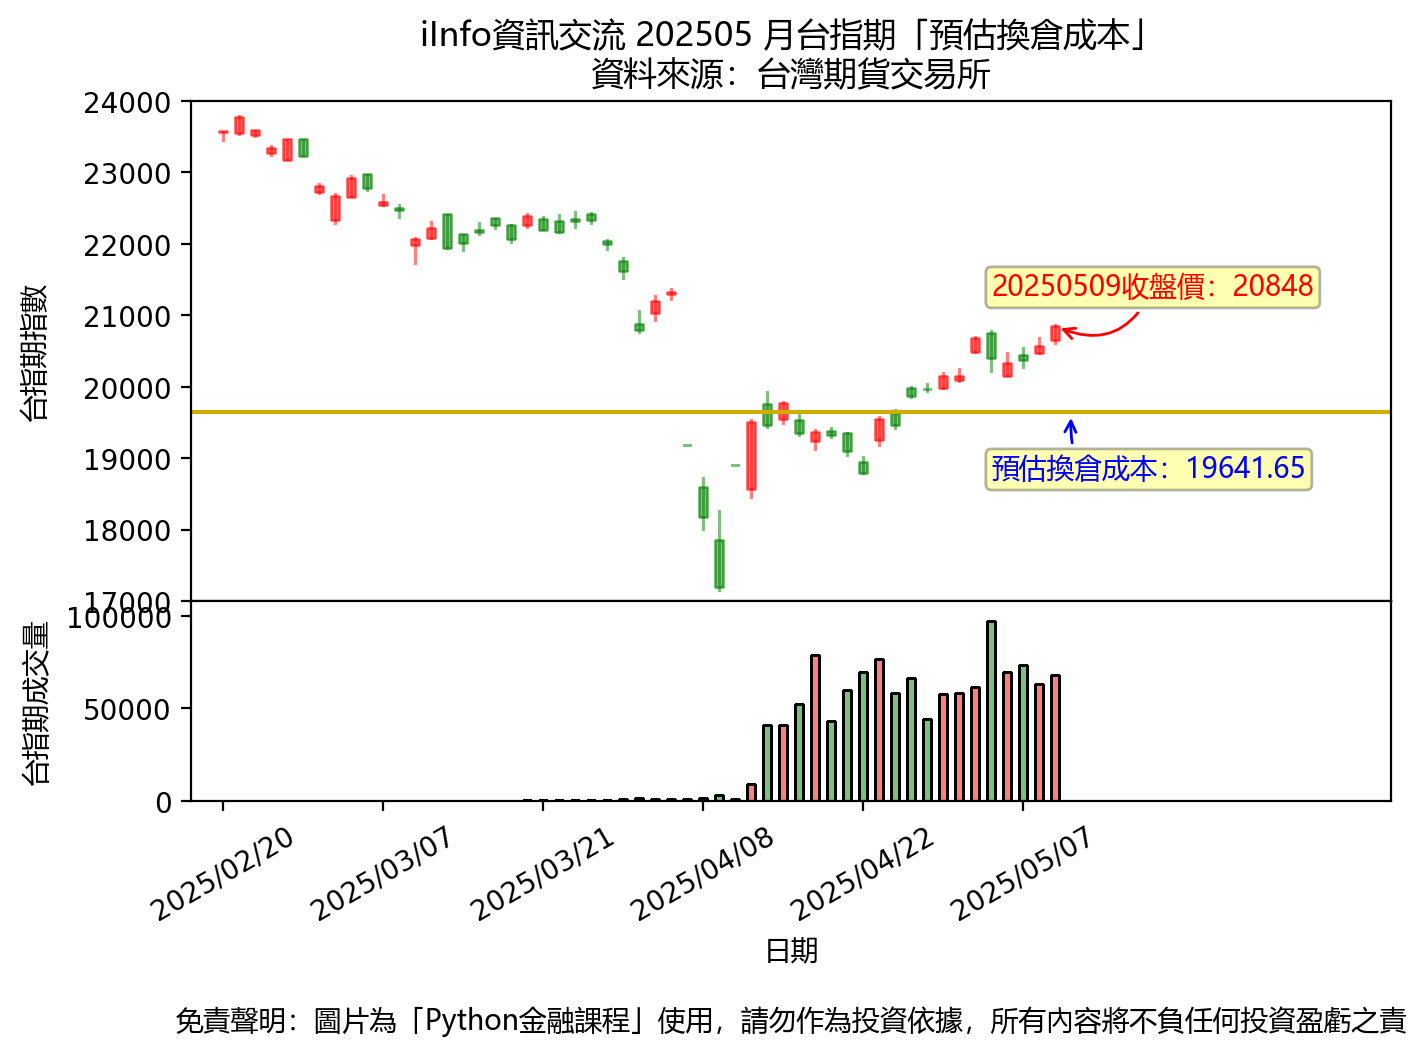 iInfo資訊交流 202505 月台指期「預估換倉成本」
資料來源：台灣期貨交易所
台指期指數
24000
23000
22000
21000
20000
19000
18000
17000
20250509收盤價：20848
預估換倉成本：19641.65
台指期成交量
100000
50000
0
2025/02/20
2025/03/07
2025/03/21
2025/04/08
2025/04/22
2025/05/07
日期
免責聲明：圖片為「Python金融課程」使用，請勿作為投資依據，所有內容將不負任何投資盈虧之責